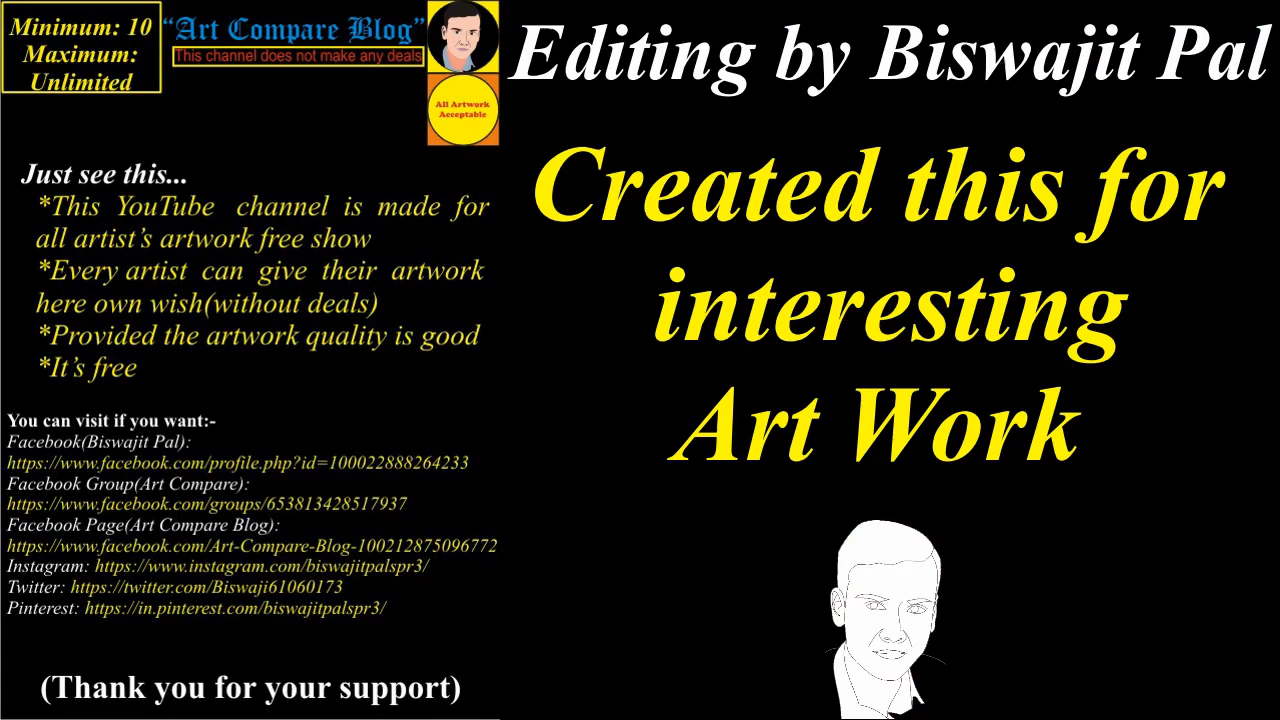 Minimum: 10
Maximum:
Unlimited
“Art Compare Blog”
This channel does not make any deals
All Artwork
Acceptable
Just see this...
*This YouTube channel is made for
all artist’s artwork free show
*Every artist can give their artwork
here own wish(without deals)
*Provided the artwork quality is good
*It’s free
You can visit if you want:-
Facebook(Biswajit Pal):
https://www.facebook.com/profile.php?id=100022888264233
Facebook Group(Art Compare):
https://www.facebook.com/groups/653813428517937
Facebook Page(Art Compare Blog):
https://www.facebook.com/Art-Compare-Blog-100212875096772
Instagram: https://www.instagram.com/biswajitpalspr3/
Twitter: https://twitter.com/Biswaji61060173
Pinterest: https://in.pinterest.com/biswajitpalspr3/
(Thank you for your support)
Editing by Biswajit Pal
Created this for
interesting
Art Work